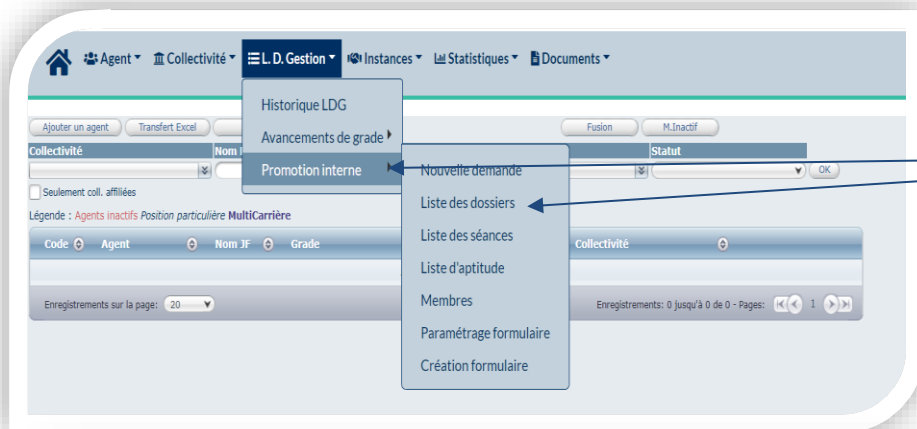 Agent Collectivité L. D. Gestion Instances Statistiques Documents
Historique LDG
Avancements de grade
Promotion interne
Nouvelle demande
Liste des dossiers
Liste des séances
Liste d'aptitude
Membres
Paramétrage formulaire
Création formulaire
Ajouter un agent Transfert Excel Fusion M.Inactif
Collectivité Nom Statut
OK
Seulement coll. affiliées
Légende : Agents inactifs Position particulière MultiCarrière
Code Agent Nom JF Grade Collectivité
Enregistrements sur la page: 20 Enregistrements: 0 jusqu'à 0 de 0 - Pages: 1